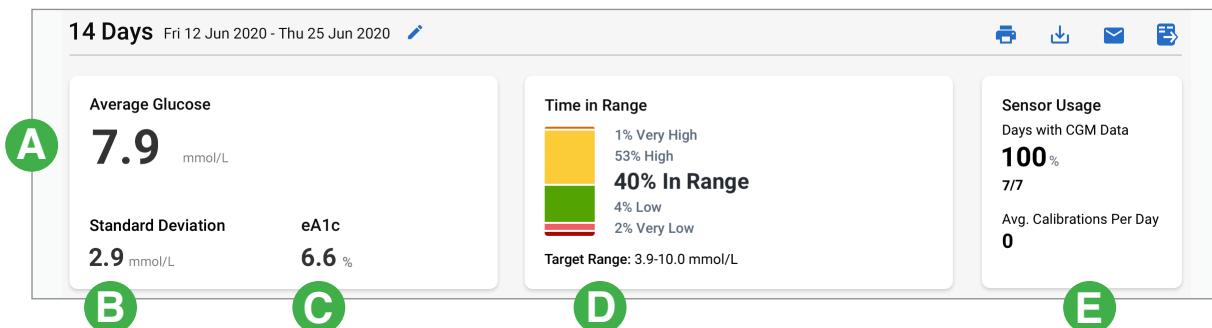 14 Days Fri 12 Jun 2020 - Thu 25 Jun 2020
A
Average Glucose
7.9 mmol/L
Standard Deviation
2.9 mmol/L
B
eA1c
6.6 %
C
Time in Range
1% Very High
53% High
40% In Range
4% Low
2% Very Low
Target Range: 3.9-10.0 mmol/L
D
Sensor Usage
Days with CGM Data
100 %
7/7
Avg. Calibrations Per Day
0
E